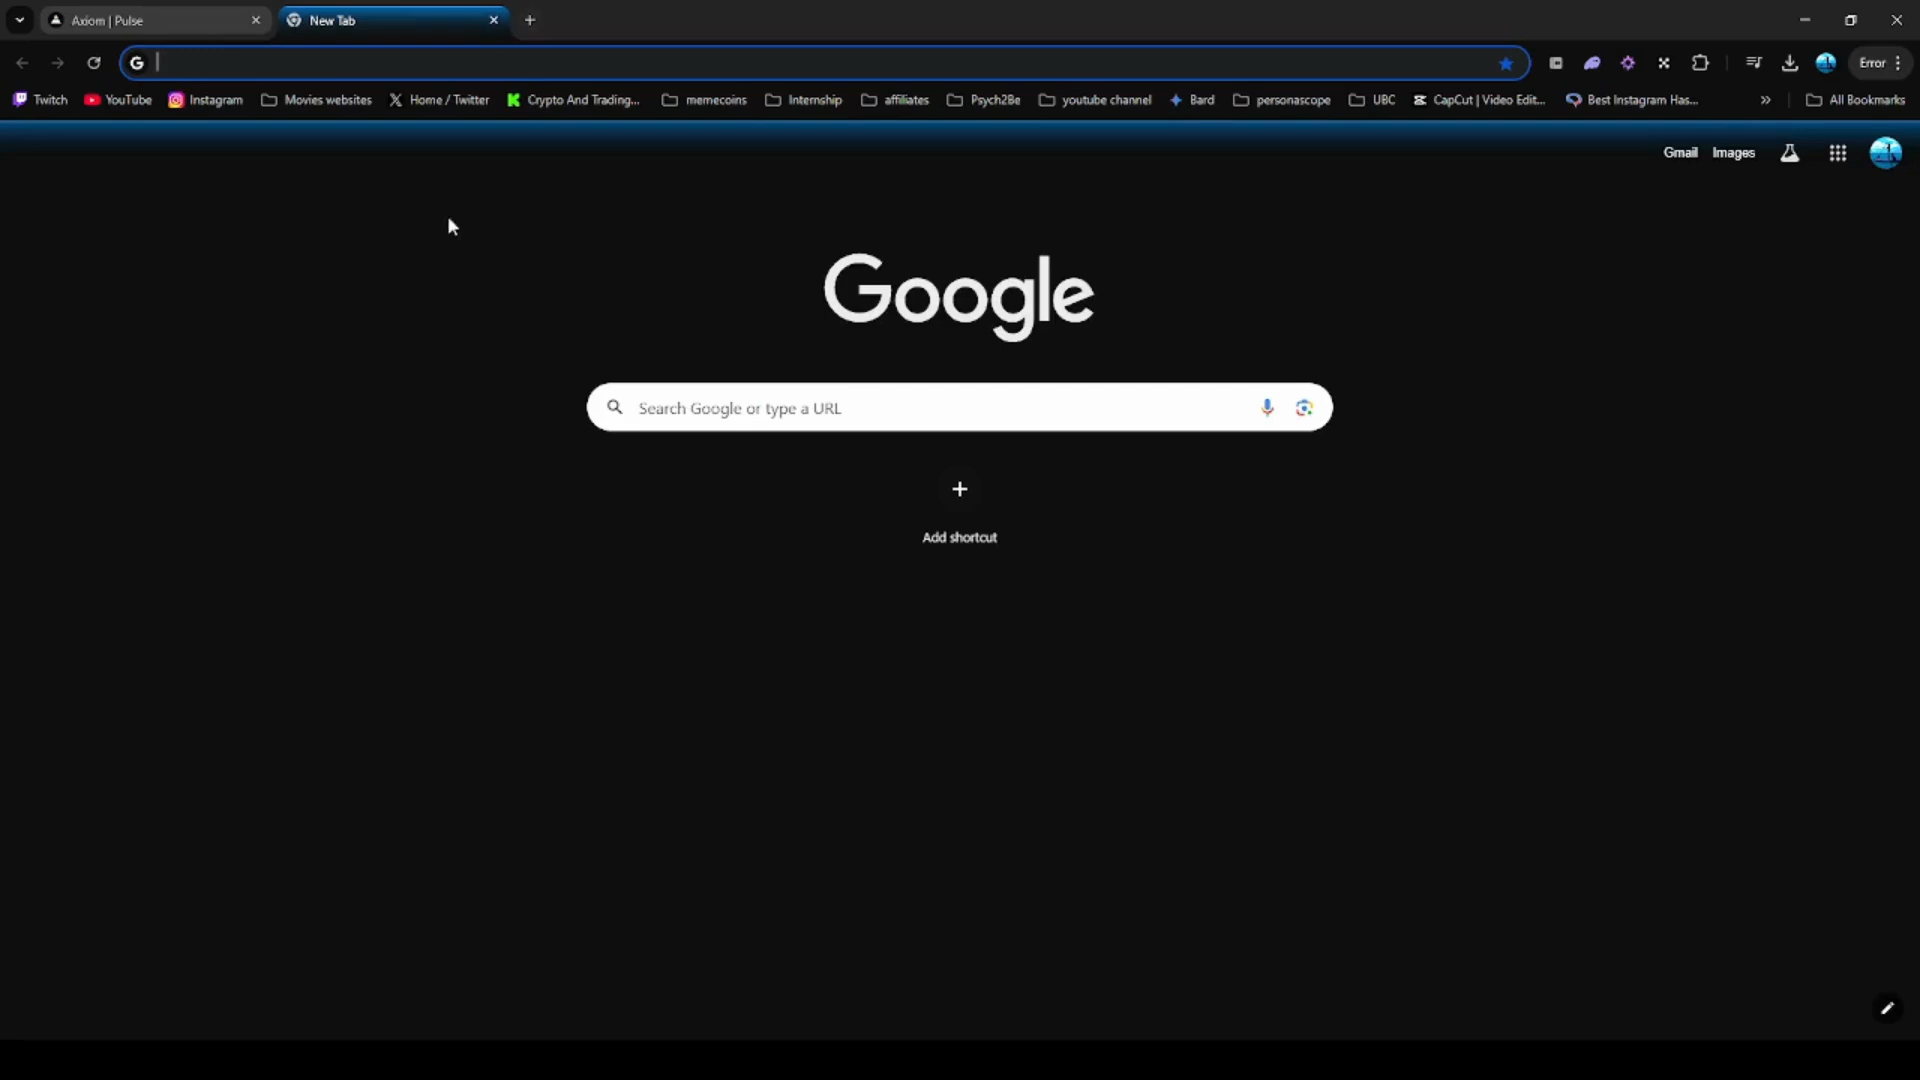 Axiom | Pulse
New Tab
Error
Twitch
YouTube
Instagram
Movies websites
Home / Twitter
Crypto And Trading...
memecoins
Internship
affiliates
Psych2Be
youtube channel
Bard
personascope
UBC
CapCut | Video Edit...
Best Instagram Has...
All Bookmarks
Gmail
Images
Google
Search Google or type a URL
Add shortcut